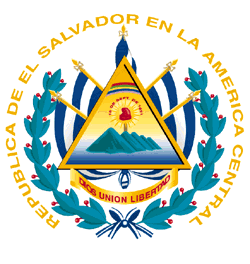 REPUBLICA DE EL SALVADOR EN LA AMERICA CENTRAL
DIOS UNION LIBERTAD